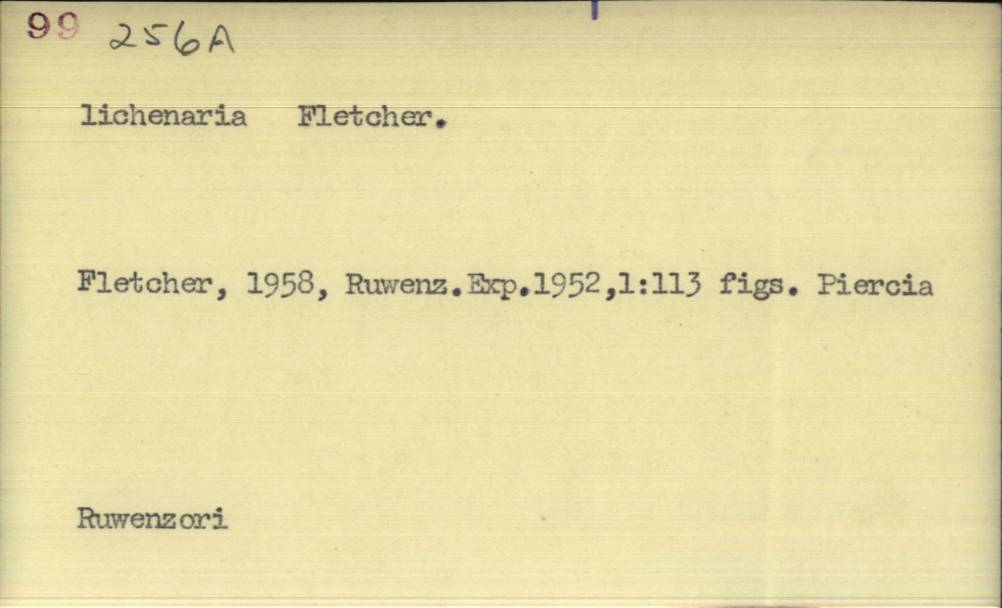 99 256A
lichenaria Fletcher.
Fletcher, 1958, Ruwenz.Exp.1952,1:113 figs. Piercia
Ruwenzori